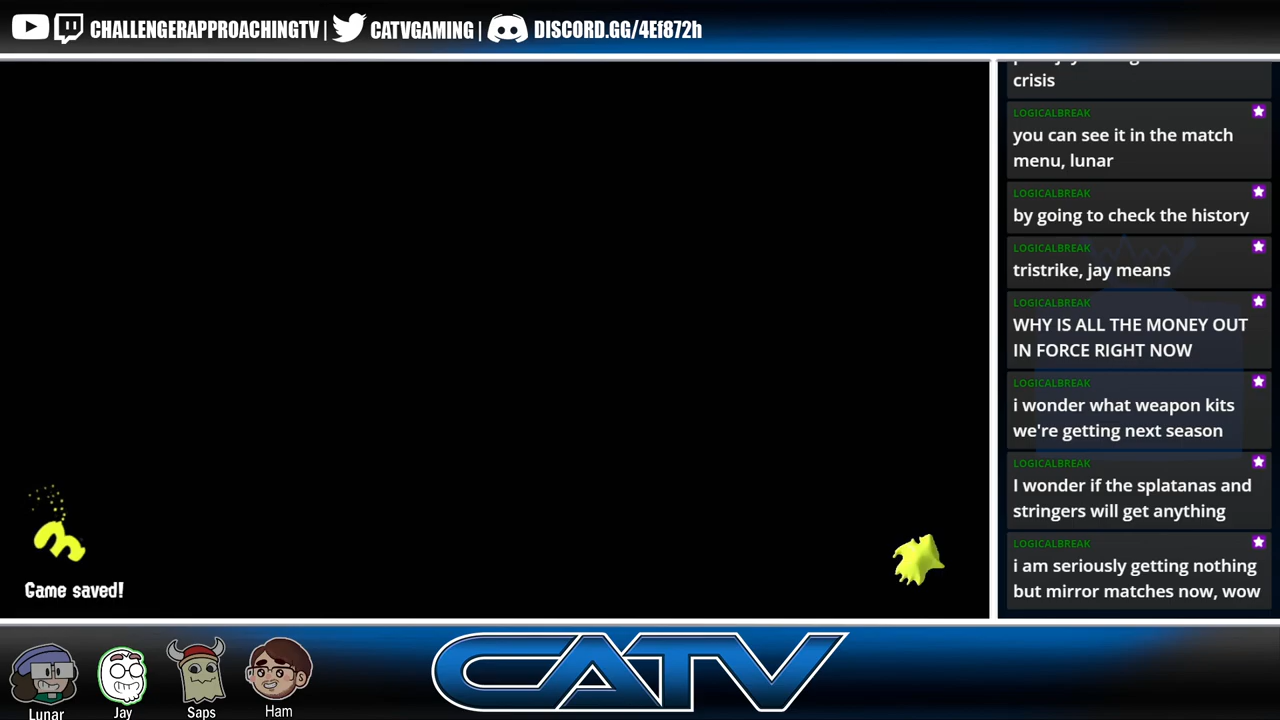 CHALLENGERAPPROACHINGTV | CATVGAMING | DISCORD.GG/4Ef872h
crisis
LOGICALBREAK
you can see it in the match
menu, lunar
LOGICALBREAK
by going to check the history
LOGICALBREAK
tristrike, jay means
LOGICALBREAK
WHY IS ALL THE MONEY OUT
IN FORCE RIGHT NOW
LOGICALBREAK
i wonder what weapon kits
we're getting next season
LOGICALBREAK
I wonder if the splatanas and
stringers will get anything
LOGICALBREAK
i am seriously getting nothing
but mirror matches now, wow
Game saved!
Lunar
Jay
Saps
Ham
CATV